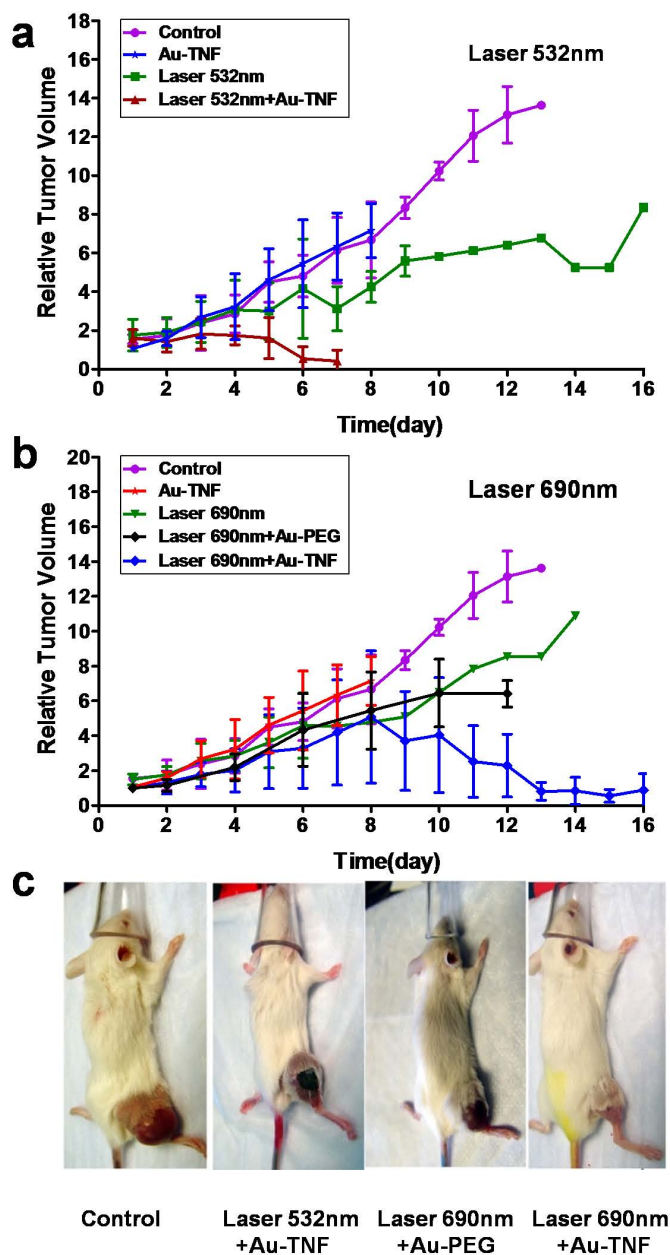 a
Relative Tumor Volume
18
16
14
12
10
8
6
4
2
0
Control
Au-TNF
Laser 532nm
Laser 532nm+Au-TNF
Laser 532nm
0 2 4 6 8 10 12 14 16
Time(day)
b
Relative Tumor Volume
20
18
16
14
12
10
8
6
4
2
0
Control
Au-TNF
Laser 690nm
Laser 690nm+Au-PEG
Laser 690nm+Au-TNF
Laser 690nm
0 2 4 6 8 10 12 14 16
Time(day)
c
Control
Laser 532nm
+Au-TNF
Laser 690nm
+Au-PEG
Laser 690nm
+Au-TNF